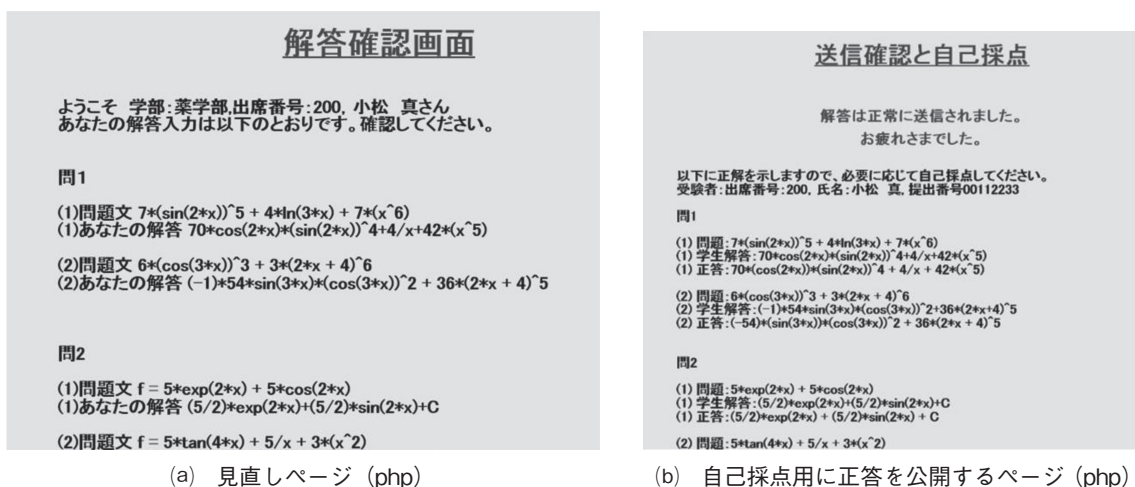 解答確認画面
ようこそ 学部:薬学部,出席番号:200, 小松 真さん
あなたの解答入力は以下のとおりです。確認してください。
問1
(1)問題文 7*(sin(2*x))^5 + 4*ln(3*x) + 7*(x^6)
(1)あなたの解答 70*cos(2*x)*(sin(2*x))^4+4/x+42*(x^5)
(2)問題文 6*(cos(3*x))^3 + 3*(2*x + 4)^6
(2)あなたの解答 (-1)*54*sin(3*x)*(cos(3*x))^2 + 36*(2*x + 4)^5
問2
(1)問題文 f = 5*exp(2*x) + 5*cos(2*x)
(1)あなたの解答 (5/2)*exp(2*x)+(5/2)*sin(2*x)+C
(2)問題文 f = 5*tan(4*x) + 5/x + 3*(x^2)
(a) 見直しページ (php)
送信確認と自己採点
解答は正常に送信されました。
お疲れさまでした。
以下に正解を示しますので、必要に応じて自己採点してください。
受験者:出席番号:200, 氏名:小松 真, 提出番号00112233
問1
(1) 問題:7*(sin(2*x))^5 + 4*ln(3*x) + 7*(x^6)
(1) 学生解答:70*cos(2*x)*(sin(2*x))^4+4/x+42*(x^5)
(1) 正答:70*(cos(2*x))*(sin(2*x))^4 + 4/x + 42*(x^5)
(2) 問題:6*(cos(3*x))^3 + 3*(2*x + 4)^6
(2) 学生解答:(-1)*54*sin(3*x)*(cos(3*x))^2+36*(2*x+4)^5
(2) 正答:(-54)*(sin(3*x))*(cos(3*x))^2 + 36*(2*x + 4)^5
問2
(1) 問題:5*exp(2*x) + 5*cos(2*x)
(1) 学生解答:(5/2)*exp(2*x)+(5/2)*sin(2*x)+C
(1) 正答:(5/2)*exp(2*x) + (5/2)*sin(2*x) + C
(2) 問題:5*tan(4*x) + 5/x + 3*(x^2)
(b) 自己採点用に正答を公開するページ (php)